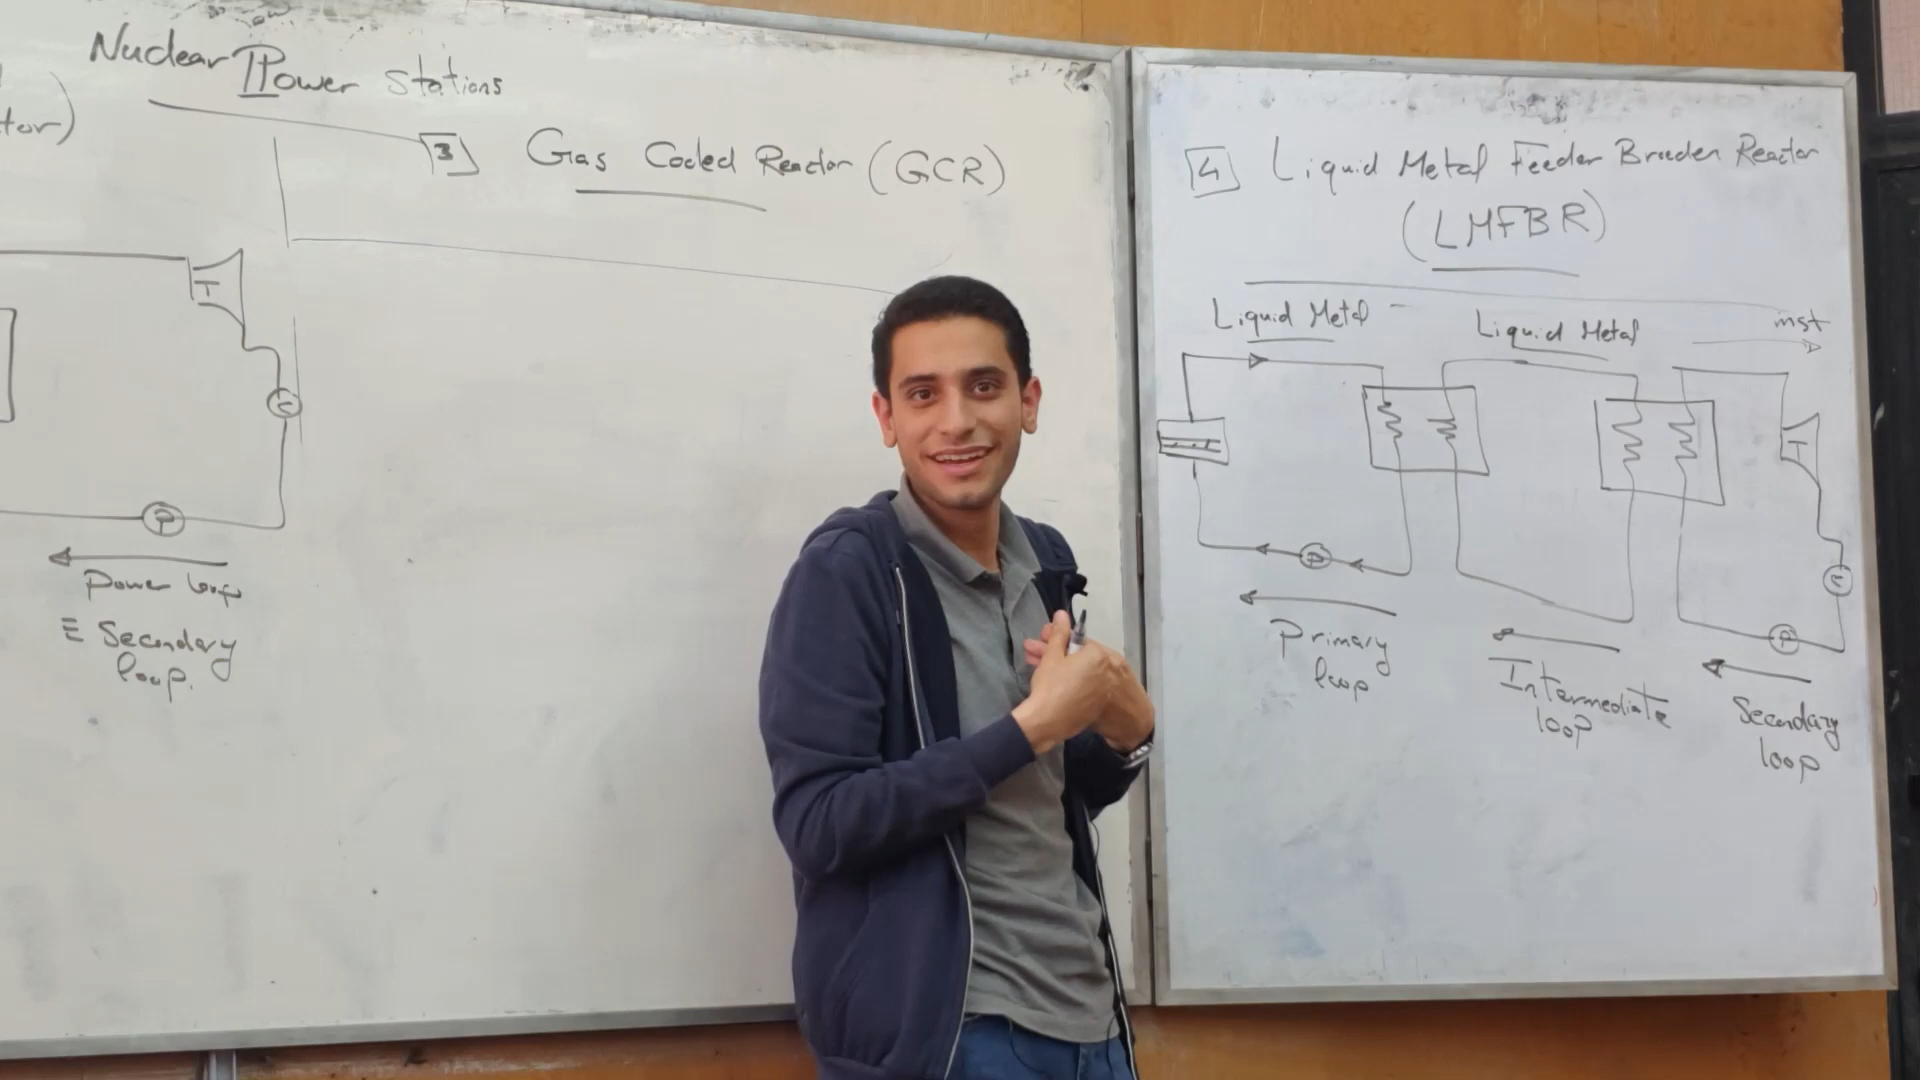 Nuclear Power Stations
tor)
3 Gas Cooled Reactor (GCR)
T
C
P
Power loop
≡ Secondary
loop.
4 Liquid Metal Feeder Breeder Reactor
(LMFBR)
Liquid Metal
Liquid Metal
mst
T
C
P
P
Primary
loop
Intermediate
loop
Secondary
loop